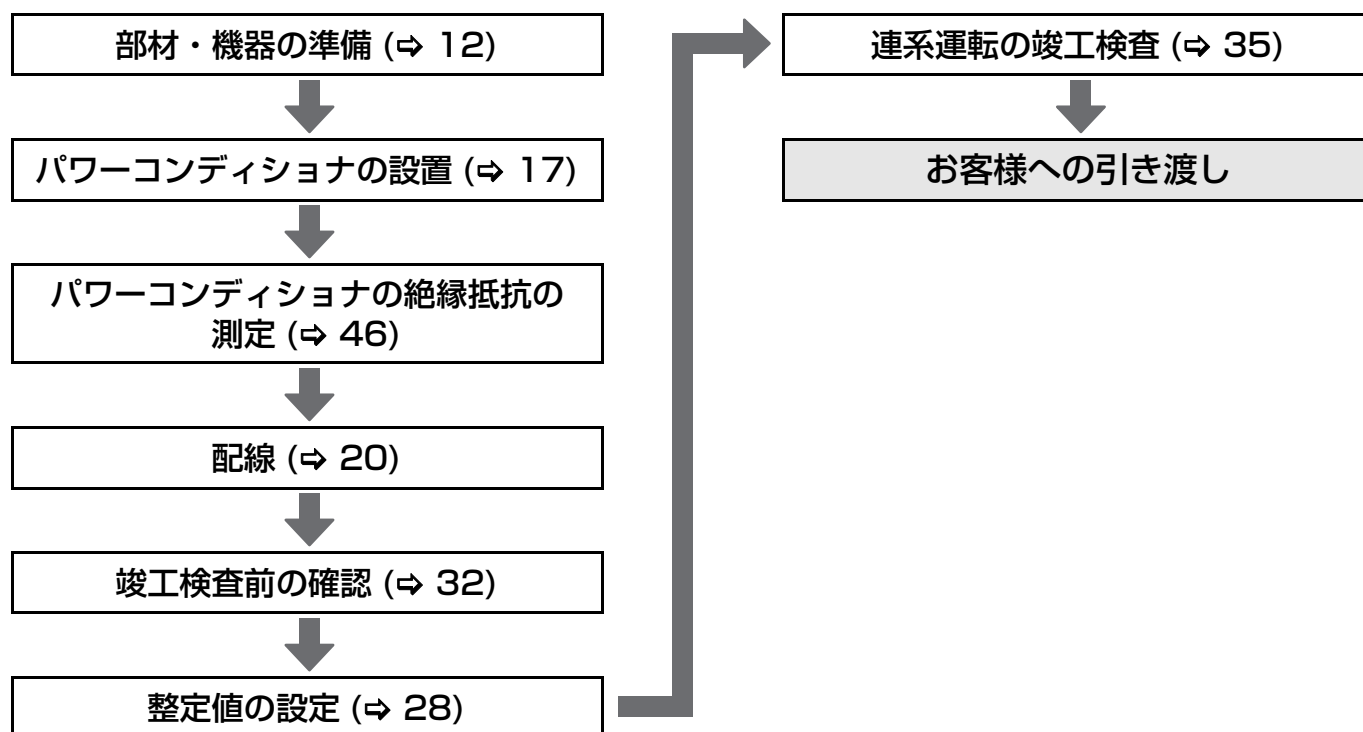 部材・機器の準備 (⇨ 12)
パワーコンディショナの設置 (⇨ 17)
パワーコンディショナの絶縁抵抗の
測定 (⇨ 46)
配線 (⇨ 20)
竣工検査前の確認 (⇨ 32)
整定値の設定 (⇨ 28)
連系運転の竣工検査 (⇨ 35)
お客様への引き渡し